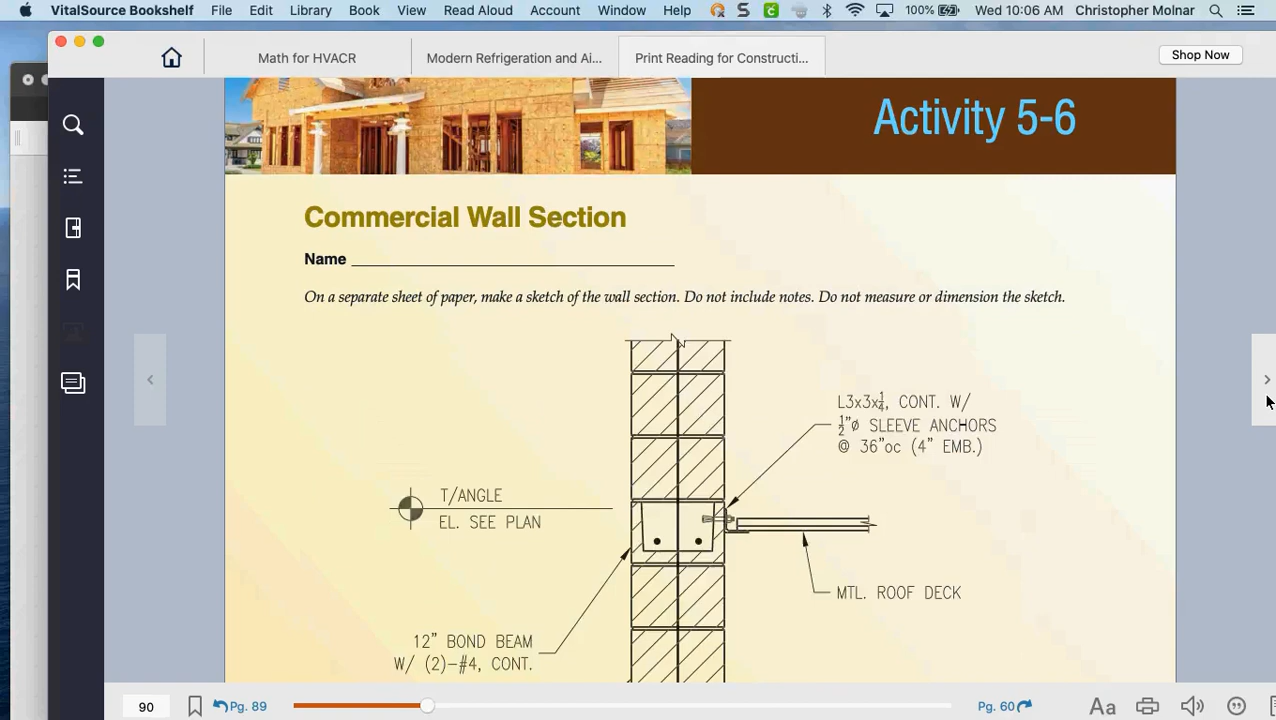 VitalSource Bookshelf File Edit Library Book View Read Aloud Account Window Help 100% Wed 10:06 AM Christopher Molnar
Math for HVACR Modern Refrigeration and Ai... Print Reading for Constructi... Shop Now
Activity 5-6
Commercial Wall Section
Name
On a separate sheet of paper, make a sketch of the wall section. Do not include notes. Do not measure or dimension the sketch.
L3x3x1/4, CONT. W/
1/2"ø SLEEVE ANCHORS
@ 36"oc (4" EMB.)
T/ANGLE
EL. SEE PLAN
MTL. ROOF DECK
12" BOND BEAM
W/ (2)-#4, CONT.
90 Pg. 89 Pg. 60 Aa